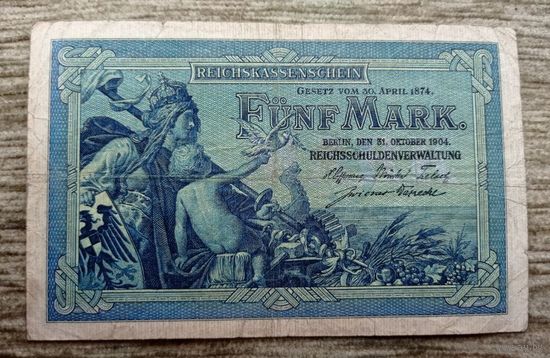 REICHSKASSENSCHEIN
GESETZ VOM 30. APRIL 1874.
FÜNF MARK.
BERLIN, DEN 31. OKTOBER 1904.
REICHSSCHULDENVERWALTUNG